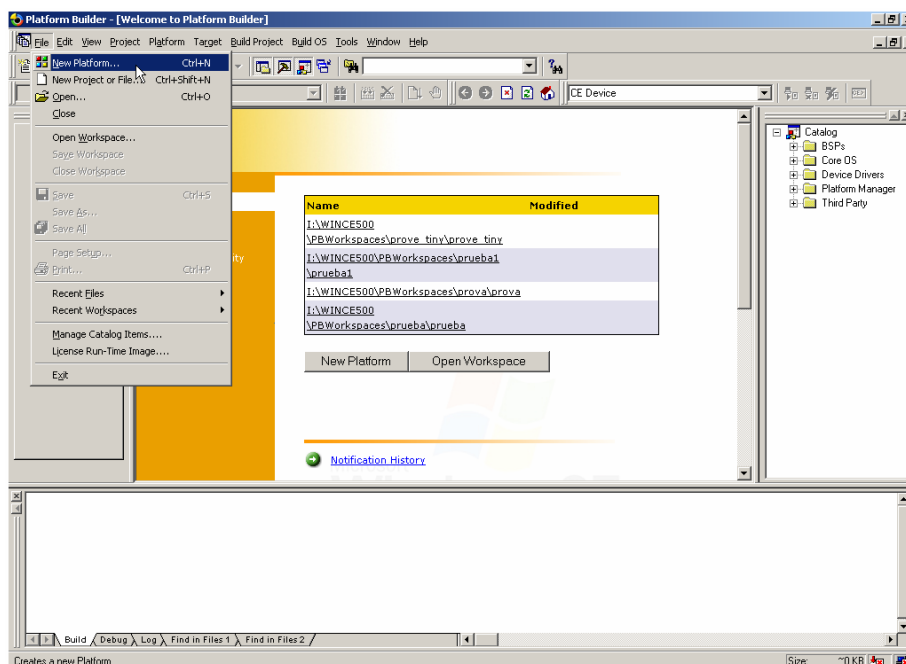 Platform Builder - [Welcome to Platform Builder]
File Edit View Project Platform Target Build Project Build OS Tools Window Help
New Platform... Ctrl+N
New Project or File... Ctrl+Shift+N
Open... Ctrl+O
Close
Open Workspace...
Save Workspace
Close Workspace
Save Ctrl+S
Save As...
Save All
Page Setup...
Print... Ctrl+P
Recent Files
Recent Workspaces
Manage Catalog Items....
License Run-Time Image....
Exit
CE Device
ity
Name Modified
I:\WINCE500
\PBWorkspaces\prove_tiny\prove_tiny
I:\WINCE500\PBWorkspaces\prueba1
\prueba1
I:\WINCE500\PBWorkspaces\prova\prova
I:\WINCE500
\PBWorkspaces\prueba\prueba
New Platform Open Workspace
Notification History
Catalog
BSPs
Core OS
Device Drivers
Platform Manager
Third Party
Build Debug Log Find in Files 1 Find in Files 2
Creates a new Platform Size: ~0 KB